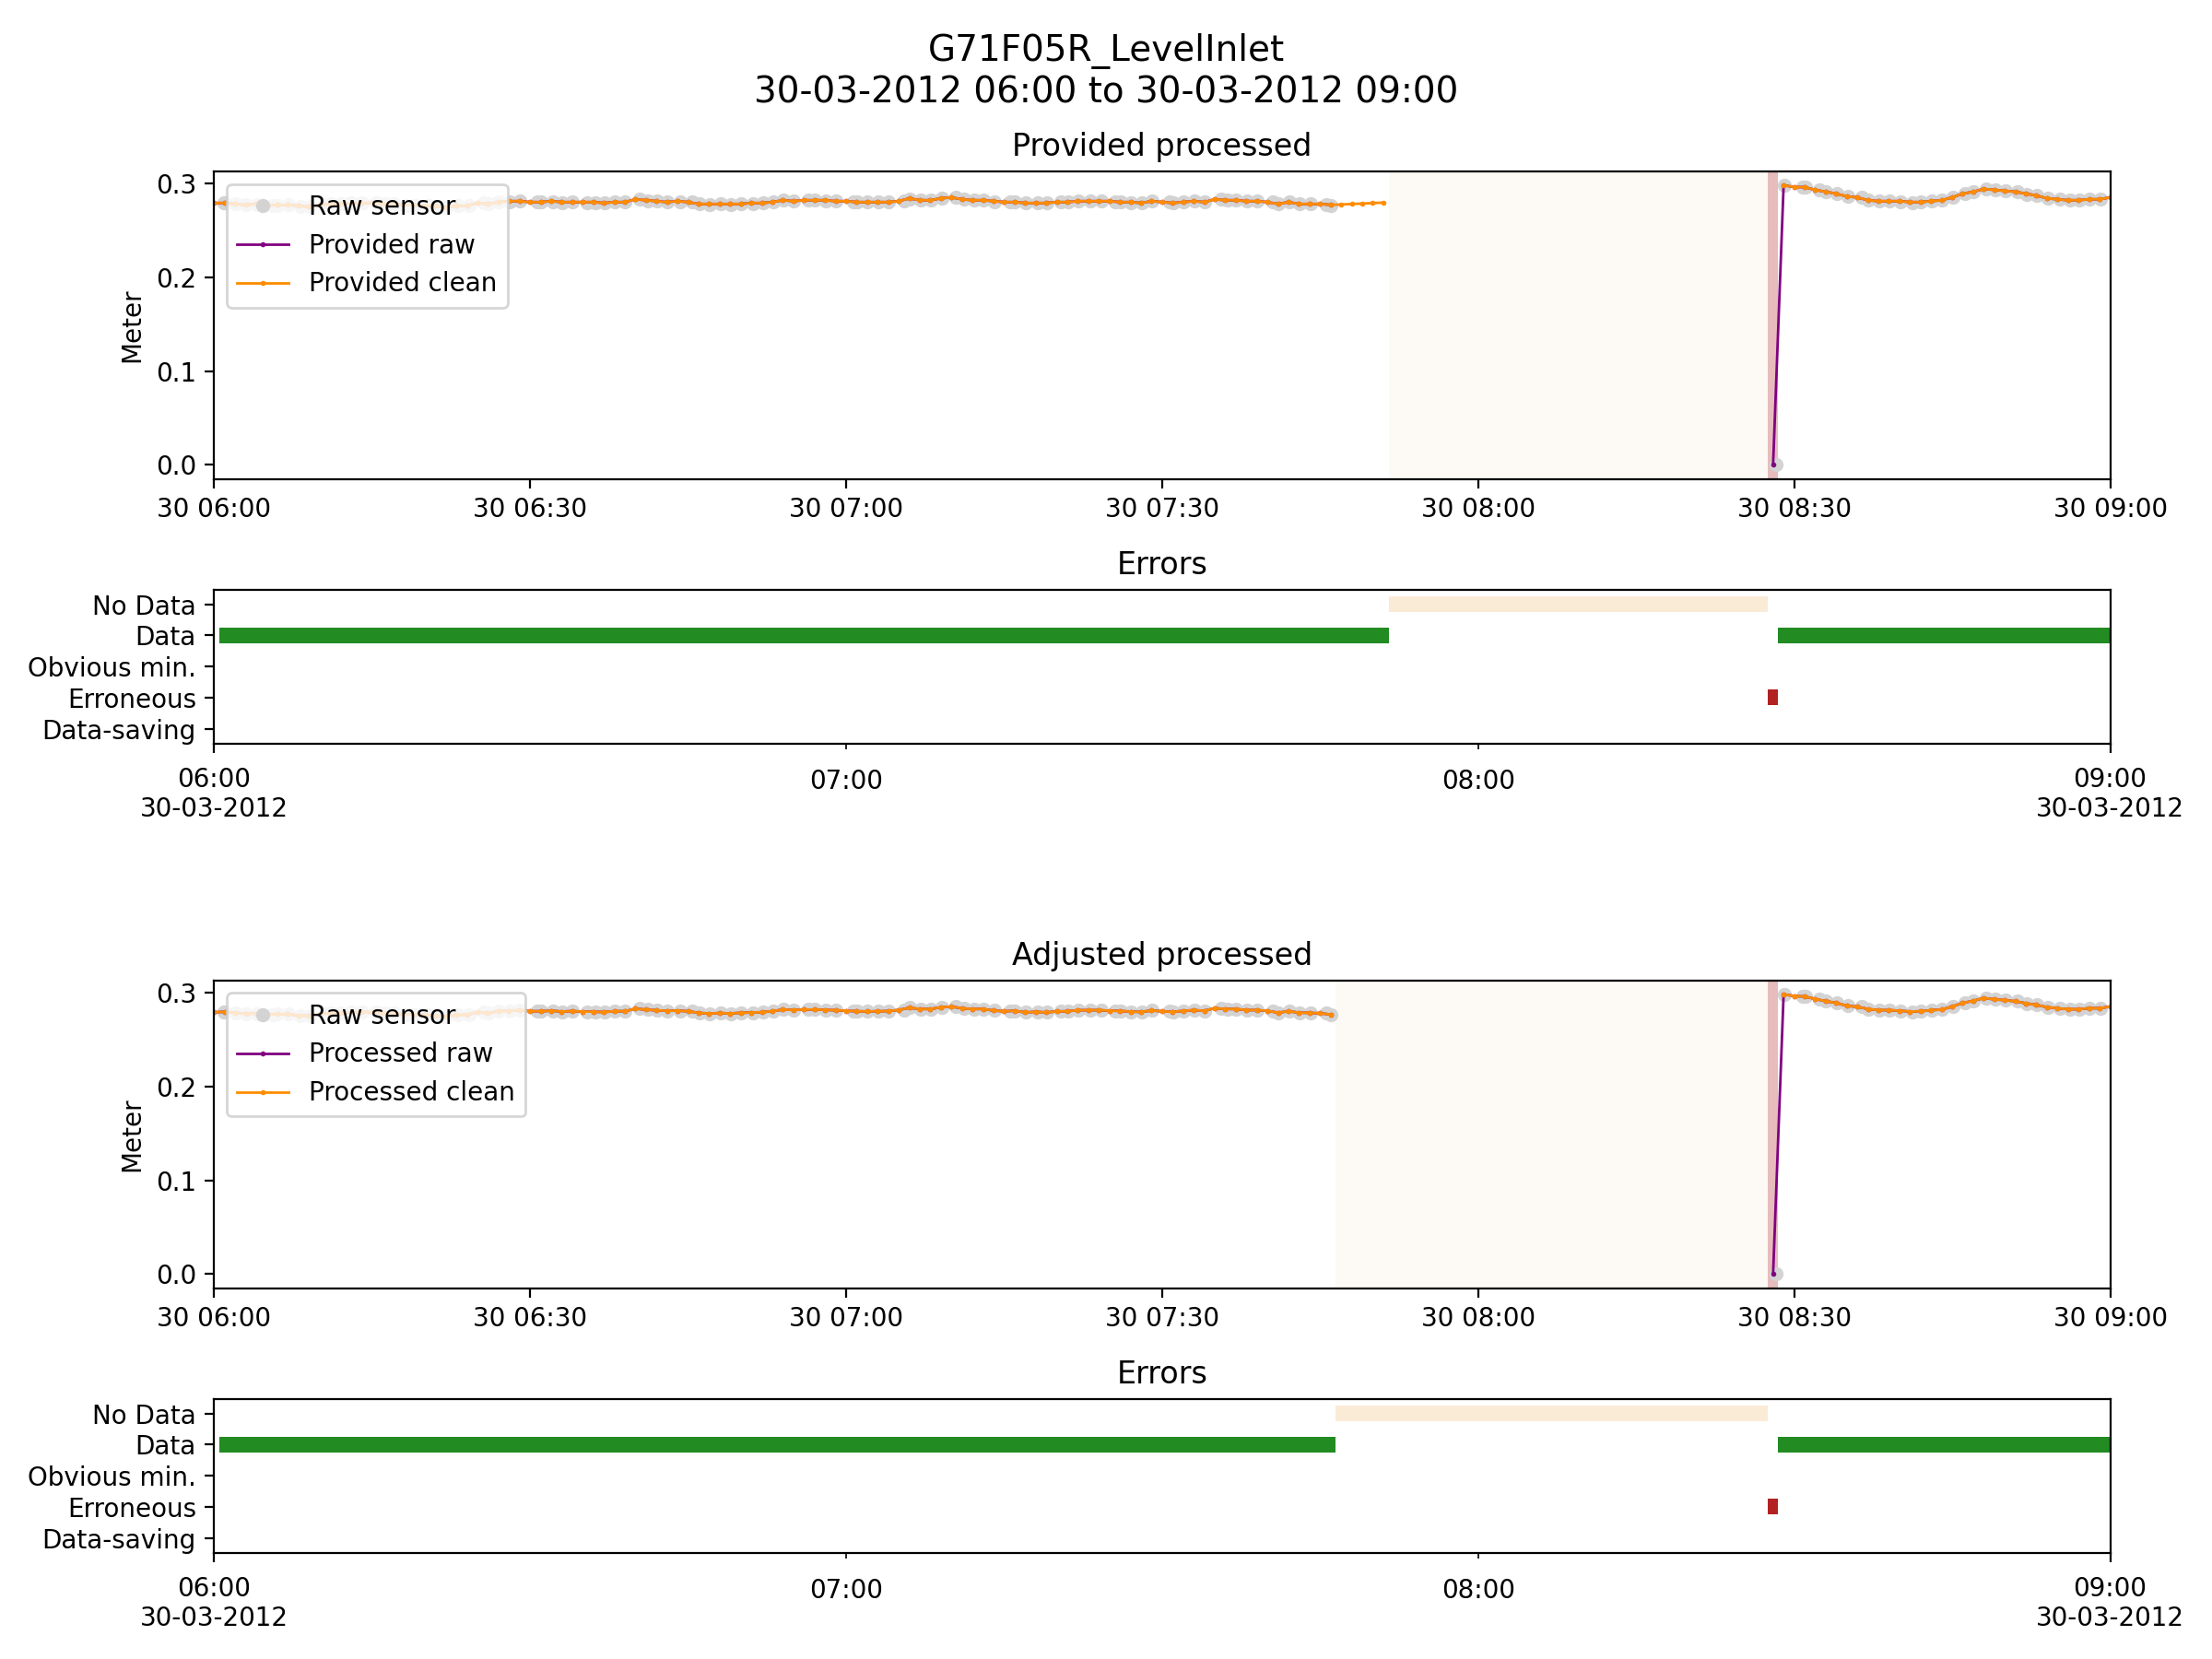 G71F05R_LevelInlet
30-03-2012 06:00 to 30-03-2012 09:00
Provided processed
0.3
0.2
0.1
0.0
Meter
Raw sensor
Provided raw
Provided clean
30 06:00 30 06:30 30 07:00 30 07:30 30 08:00 30 08:30 30 09:00
Errors
No Data
Data
Obvious min.
Erroneous
Data-saving
06:00 07:00 08:00 09:00
30-03-2012 30-03-2012
Adjusted processed
0.3
0.2
0.1
0.0
Meter
Raw sensor
Processed raw
Processed clean
30 06:00 30 06:30 30 07:00 30 07:30 30 08:00 30 08:30 30 09:00
Errors
No Data
Data
Obvious min.
Erroneous
Data-saving
06:00 07:00 08:00 09:00
30-03-2012 30-03-2012